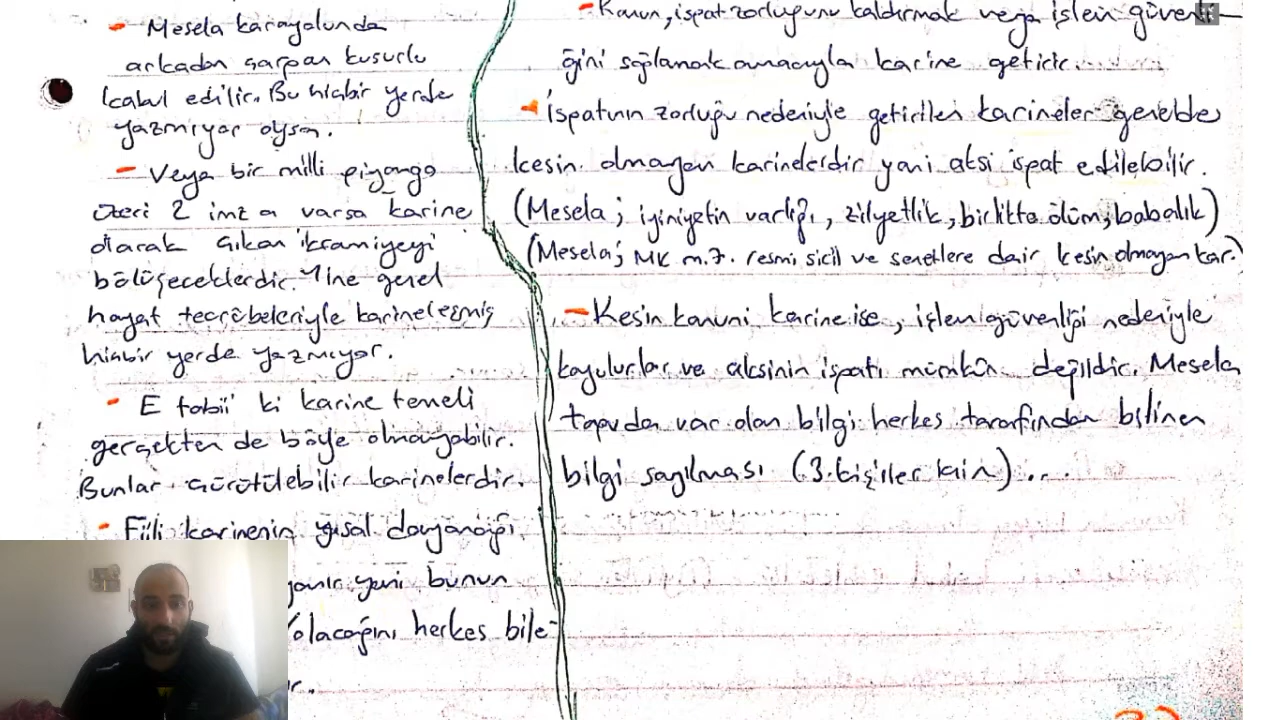 - Mesela karayolunda
arkadan çarpan kusurlu
kabul edilir. Bu hiçbir yerde
yazmıyor oysa.
- Veya bir milli piyango
üzeri 2 imza varsa karine
olarak çıkan ikramiyeyi
bölüşeceklerdir. Yine genel
hayat tecrübeleriyle karineleşmiş
hiçbir yerde yazmıyor.
- E tabii ki karine temeli
gerçekten de böyle olmayabilir.
Bunlar çürütülebilir karinelerdir.
- Fiili karinenin yasal dayanağı
yani bunun
olacağını herkes bile-
- Kanun, ispat zorluğunu kaldırmak veya işlem güvenli-
ğini sağlamak amacıyla karine getirir.
- İspatının zorluğu nedeniyle getirilen karineler genelde
kesin olmayan karinelerdir yani aksi ispat edilebilir.
(Mesela; iyiniyetin varlığı, zilyetlik, birlikte ölüm, babalık)
(Mesela; MK m.7. resmi sicil ve senetlere dair kesin olmayan kar.)
- Kesin kanuni karine ise, işlem güvenliği nedeniyle
koyulurlar ve aksinin ispatı mümkün değildir. Mesela
tapuda var olan bilgi herkes tarafından bilinen
bilgi sayılması (3. kişiler için)...